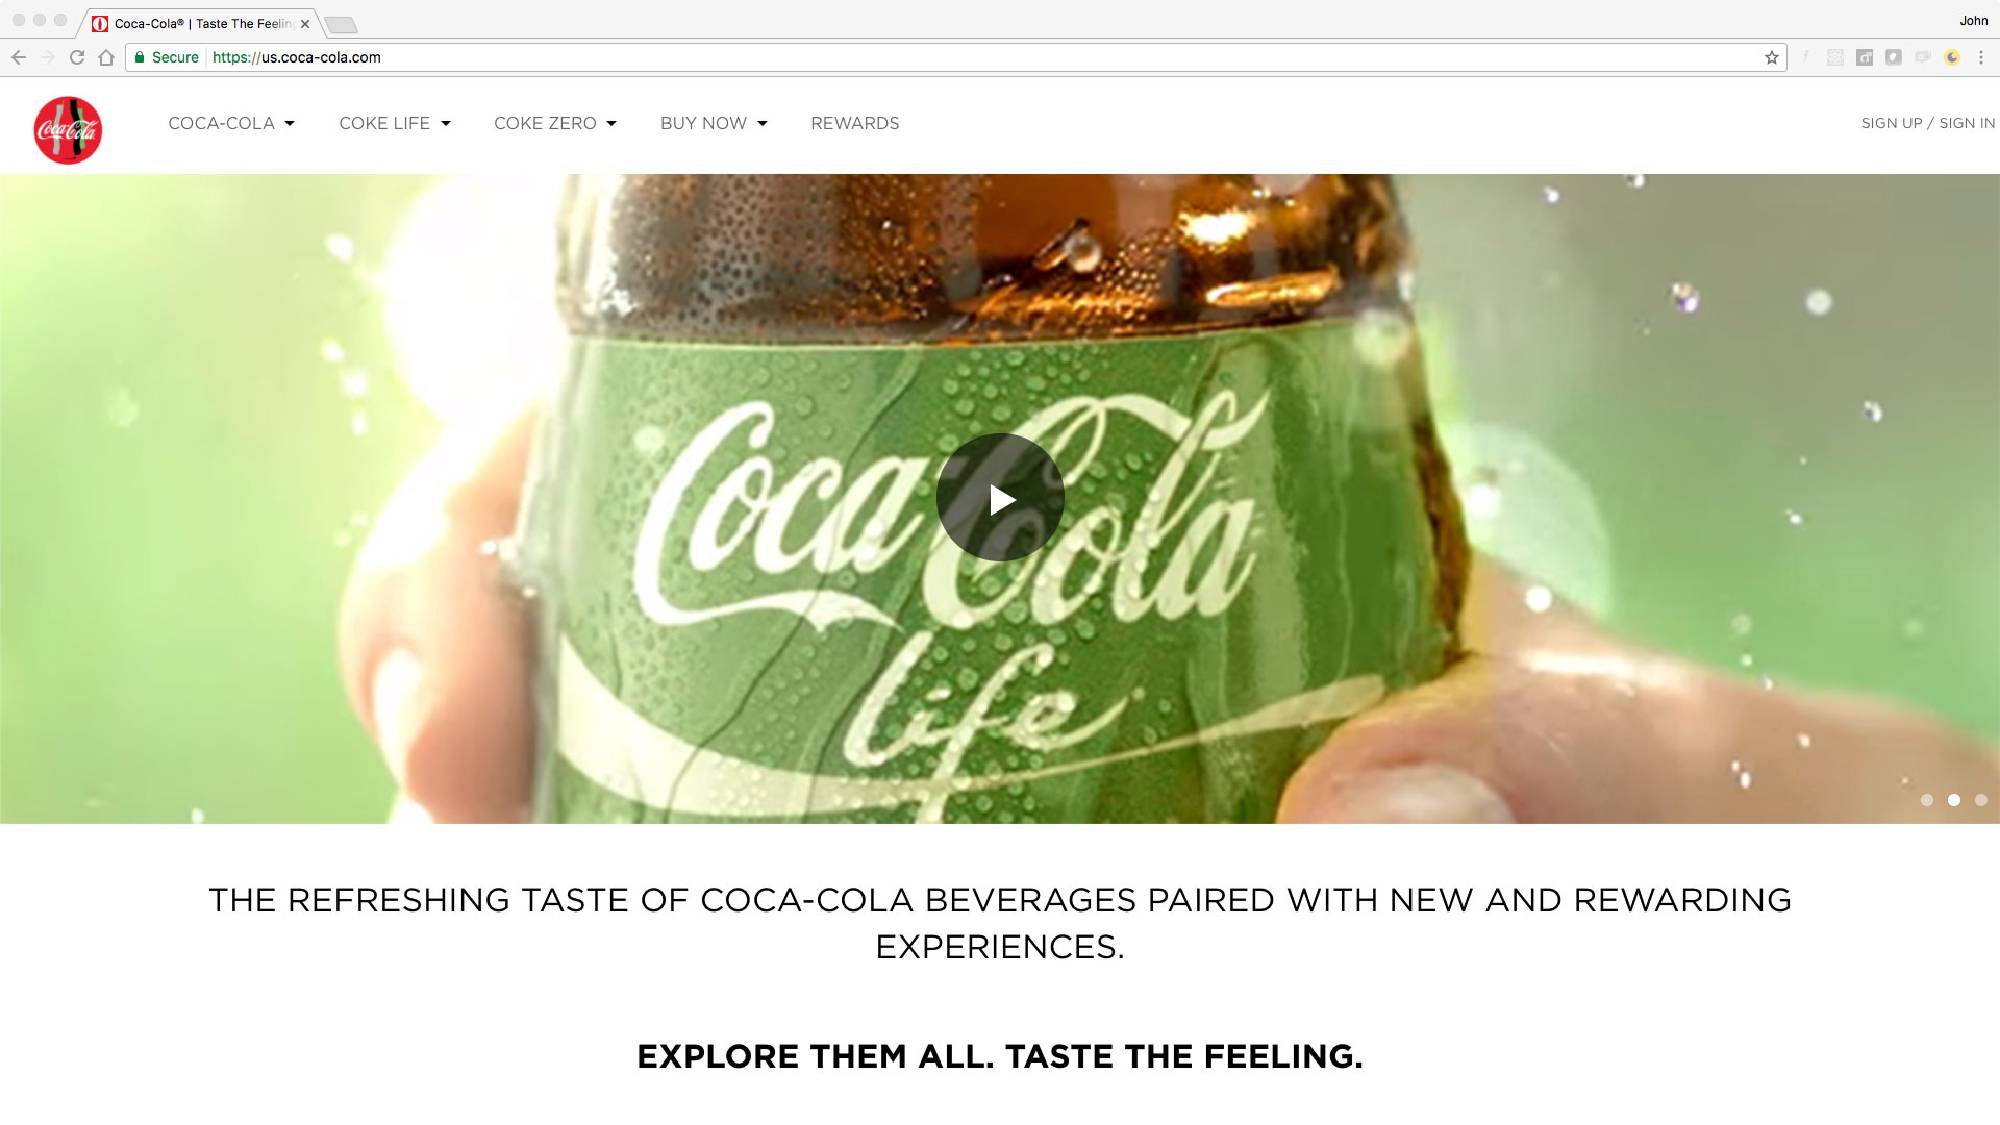 Coca-Cola® | Taste The Feelin
John
Secure https://us.coca-cola.com
Coca-Cola
COCA-COLA
COKE LIFE
COKE ZERO
BUY NOW
REWARDS
SIGN UP / SIGN IN
Coca-Cola
life
THE REFRESHING TASTE OF COCA-COLA BEVERAGES PAIRED WITH NEW AND REWARDING
EXPERIENCES.
EXPLORE THEM ALL. TASTE THE FEELING.